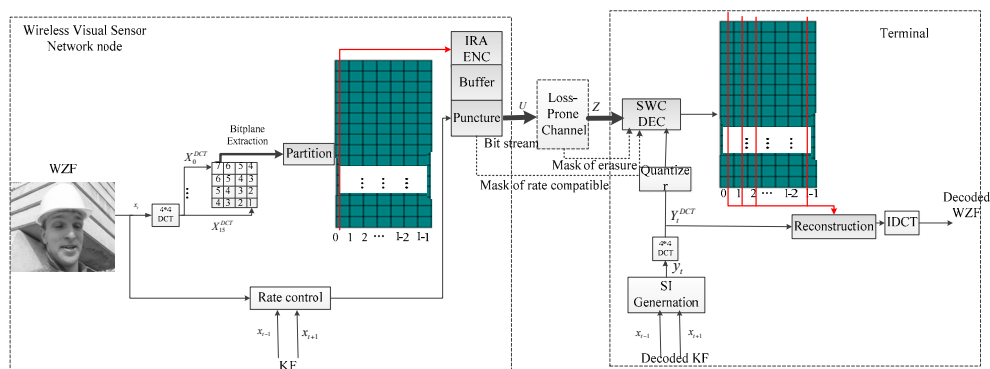 Wireless Visual Sensor
Network node
WZF
x_t
4*4
DCT
X_0^{DCT}
X_{15}^{DCT}
Bitplane
Extraction
7 6 5 4
6 5 4 3
5 4 3 2
4 3 2 1
Partition
0 1 2 ··· l-2 l-1
IRA
ENC
Buffer
Puncture
Rate control
x_{t-1} x_{t+1}
KF
U
Bit stream
Loss-
Prone
Channel
Z
Mask of erasure
Mask of rate compatible
Terminal
SWC
DEC
Quantize
r
Y_t^{DCT}
4*4
DCT
y_t
SI
Genernation
x_{t-1} x_{t+1}
Decoded KF
0 1 2 ··· l-2 l-1
Reconstruction
IDCT
Decoded
WZF